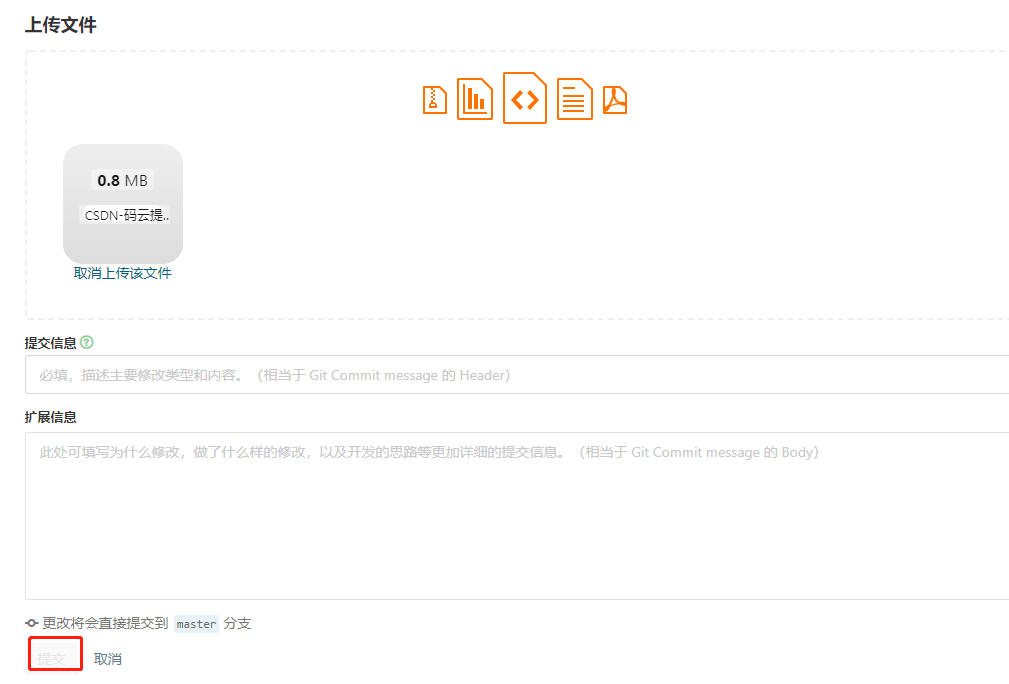 上传文件
0.8 MB
CSDN-码云提..
取消上传该文件
提交信息
必填，描述主要修改类型和内容。（相当于 Git Commit message 的 Header）
扩展信息
此处可填写为什么修改，做了什么样的修改，以及开发的思路等更加详细的提交信息。（相当于 Git Commit message 的 Body）
更改将会直接提交到 master 分支
提交 取消